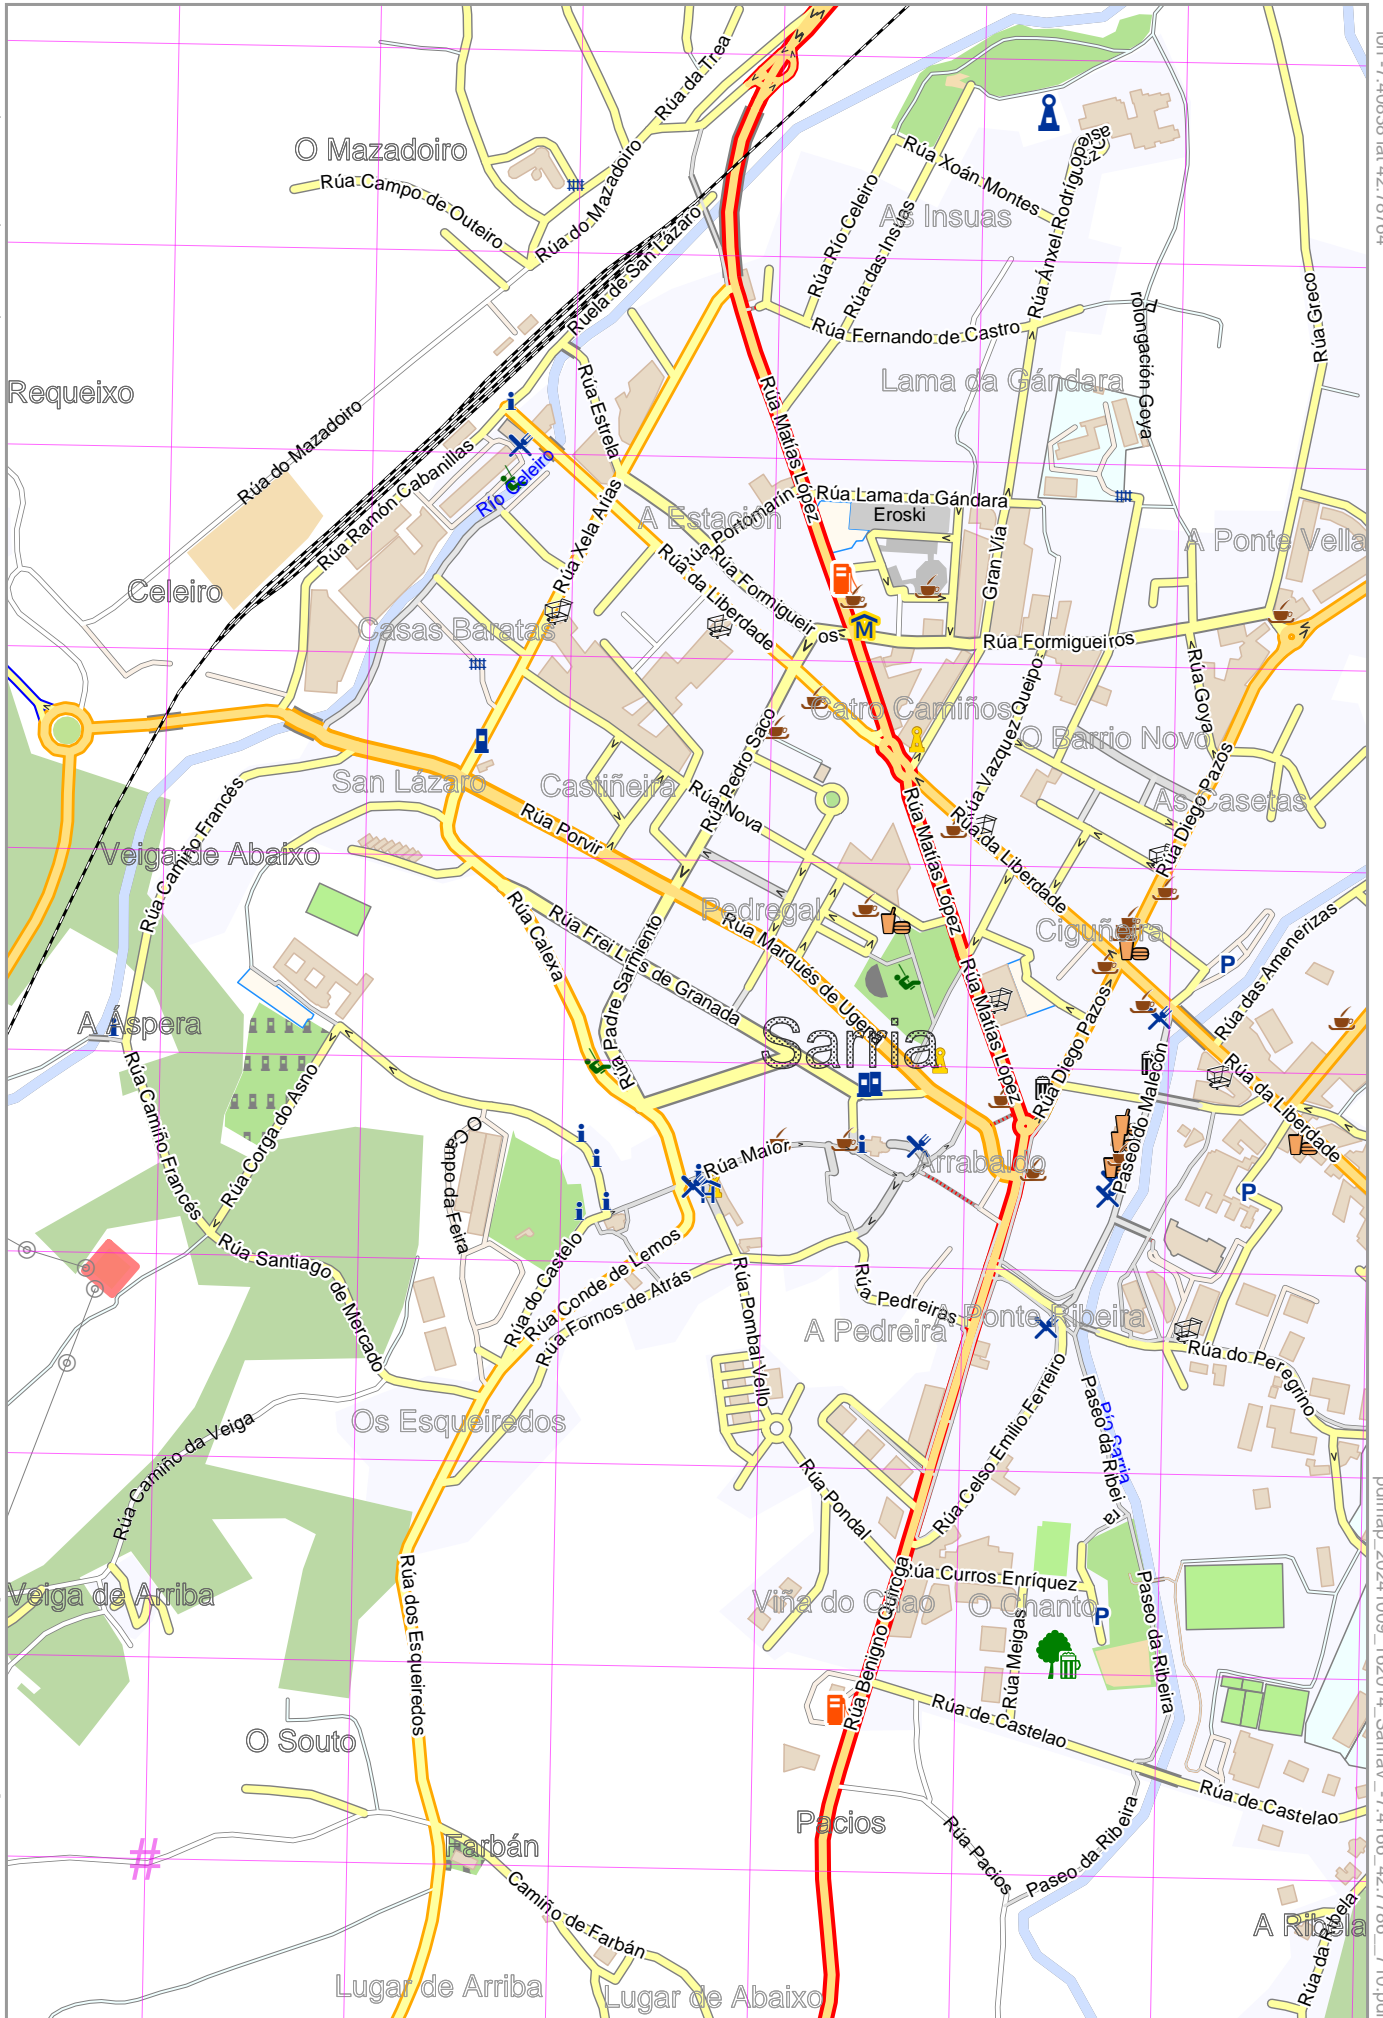 Rúa da Trea
O Mazadoiro
Rúa Campo de Outeiro
Rúa do Mazadoiro
Ruela de San Lázaro
Rúa Xoán Montes
As Insuas
Rúa Río Celeiro
Rúa das Insuas
Rúa Ánxel Rodríguez
Rúa Fernando de Castro
Rúa Greco
rolongación Goya
Lama da Gándara
Requeixo
Rúa do Mazadoiro
Rúa Estrela
Rúa Matías López
Rúa Ramón Cabanillas
Río Celeiro
Rúa Xela Arias
A Estación
Rúa Portomarín
Rúa Lama da Gándara
Eroski
Gran Vía
A Ponte Vella
Celeiro
Casas Baratas
Rúa da Liberdade
Rúa Formigueiros
Rúa Formigueiros
M
Rúa Goya
Rúa Vazquez Queipo
Catro Camiños
O Barrio Novo
Rúa Pedro Saco
San Lázaro
Castiñeira
Rúa Nova
As Casetas
Rúa Diego Pazos
Rúa Camiño Francés
Veiga de Abaixo
Rúa Porvir
Rúa Matías López
Rúa da Liberdade
Rúa Calexa
Rúa Frei Luis de Granada
Rúa Padre Sarmiento
Pedregal
Rúa Marqués de Ugena
Ciguñeira
P
Rúa das Amenerizas
Rúa Matías López
A Áspera
Sarria
Rúa Diego Pazos
Paseo do Malecón
Rúa da Liberdade
Rúa Camiño Francés
Rúa Corga do Asno
O Campo da Feira
Rúa Maior
H
Arrabaldo
P
Rúa Santiago de Mercado
Rúa do Castelo
Rúa Conde de Lemos
Rúa Fornos de Atrás
Rúa Pombal Vello
Rúa Pedreiras
A Pedreira
A Ponte Ribeira
Rúa do Peregrino
Os Esqueiredos
Rúa Camiño da Veiga
Rúa Celso Emilio Ferreiro
Paseo da Ribeira
Río Sarria
Rúa Pondal
Rúa dos Esqueiredos
Veiga de Arriba
Viña do Chao
Rúa Curros Enríquez
O Chanto
P
Rúa Meigas
Paseo da Ribeira
Rúa Benigno Quiroga
Rúa de Castelao
O Souto
Pacios
Rúa de Castelao
Farbán
Rúa Pacios
Paseo da Ribeira
Camiño de Farbán
A Ribela
Rúa da Ribela
Lugar de Arriba
Lugar de Abaixo